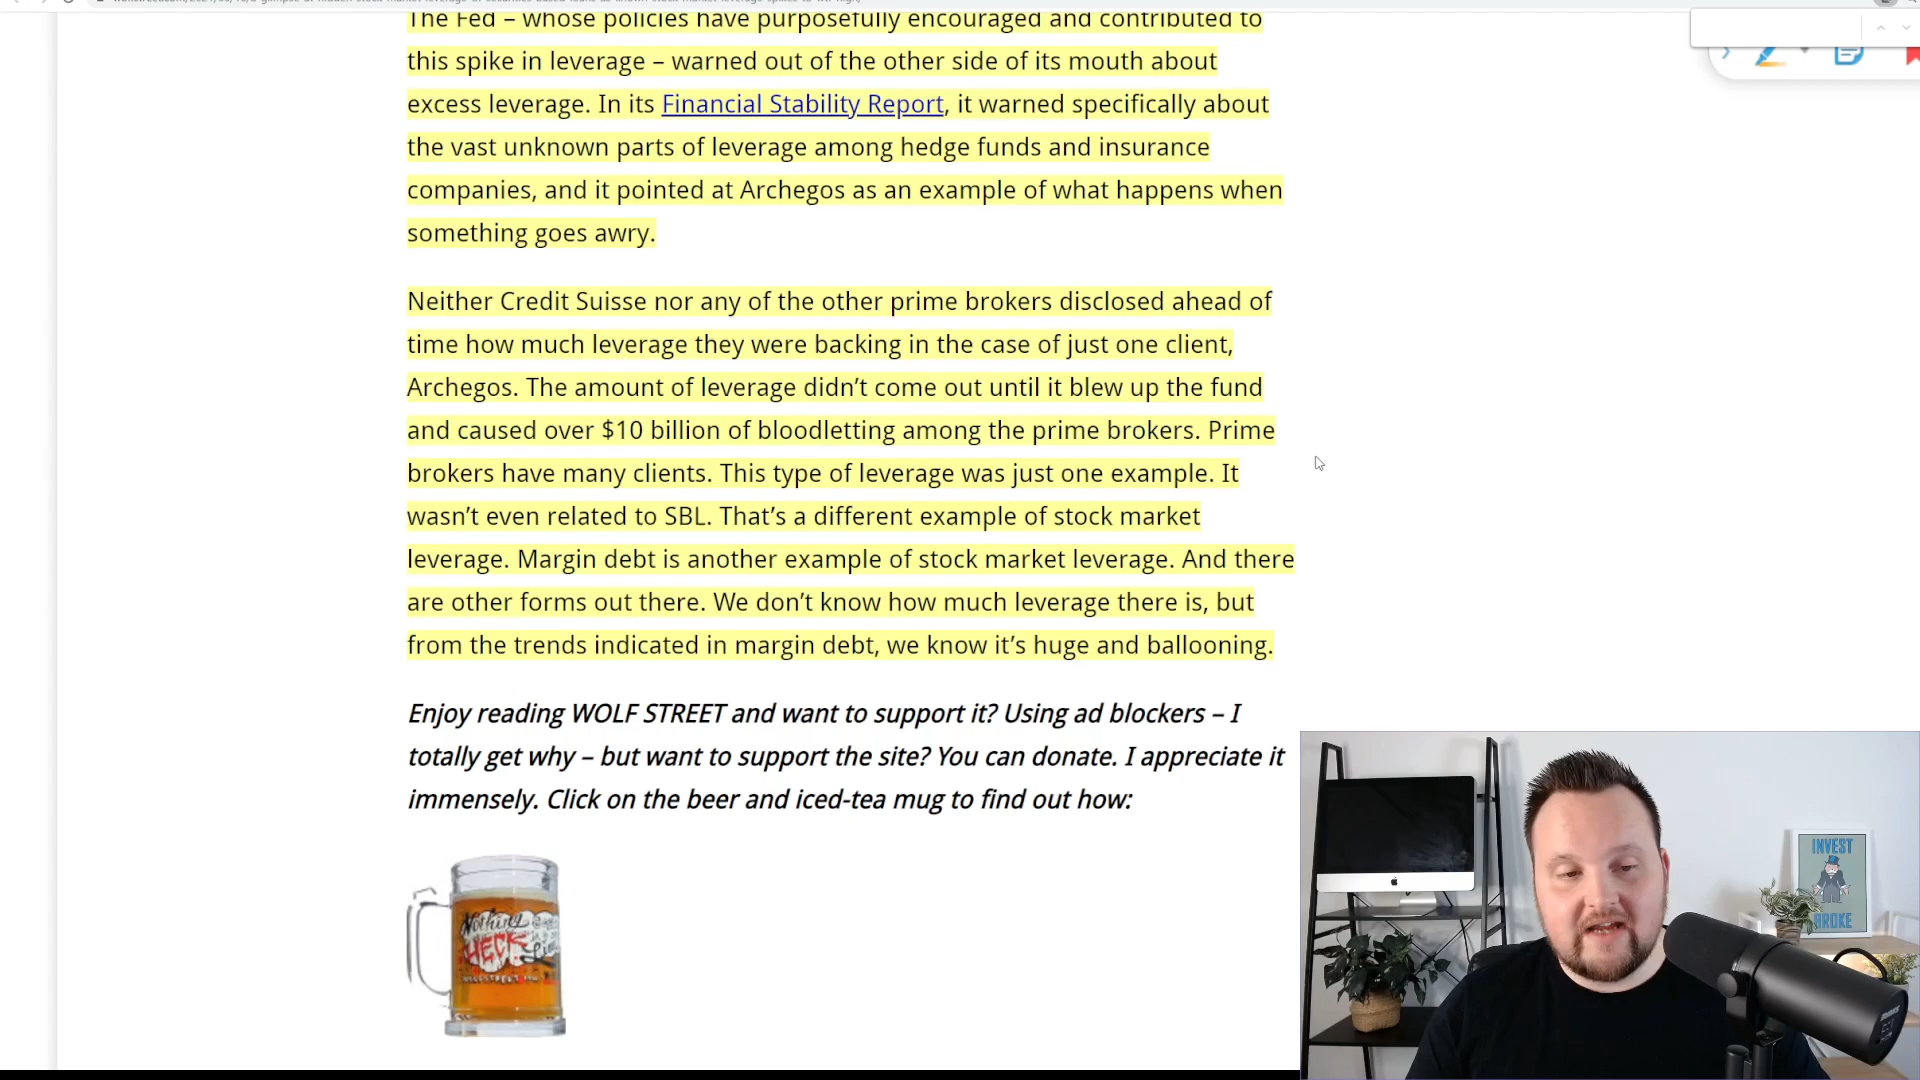 The Fed – whose policies have purposefully encouraged and contributed to
this spike in leverage – warned out of the other side of its mouth about
excess leverage. In its Financial Stability Report, it warned specifically about
the vast unknown parts of leverage among hedge funds and insurance
companies, and it pointed at Archegos as an example of what happens when
something goes awry.
Neither Credit Suisse nor any of the other prime brokers disclosed ahead of
time how much leverage they were backing in the case of just one client,
Archegos. The amount of leverage didn’t come out until it blew up the fund
and caused over $10 billion of bloodletting among the prime brokers. Prime
brokers have many clients. This type of leverage was just one example. It
wasn’t even related to SBL. That’s a different example of stock market
leverage. Margin debt is another example of stock market leverage. And there
are other forms out there. We don’t know how much leverage there is, but
from the trends indicated in margin debt, we know it’s huge and ballooning.
Enjoy reading WOLF STREET and want to support it? Using ad blockers – I
totally get why – but want to support the site? You can donate. I appreciate it
immensely. Click on the beer and iced-tea mug to find out how:
Nothing
HECK
INVEST
BROKE